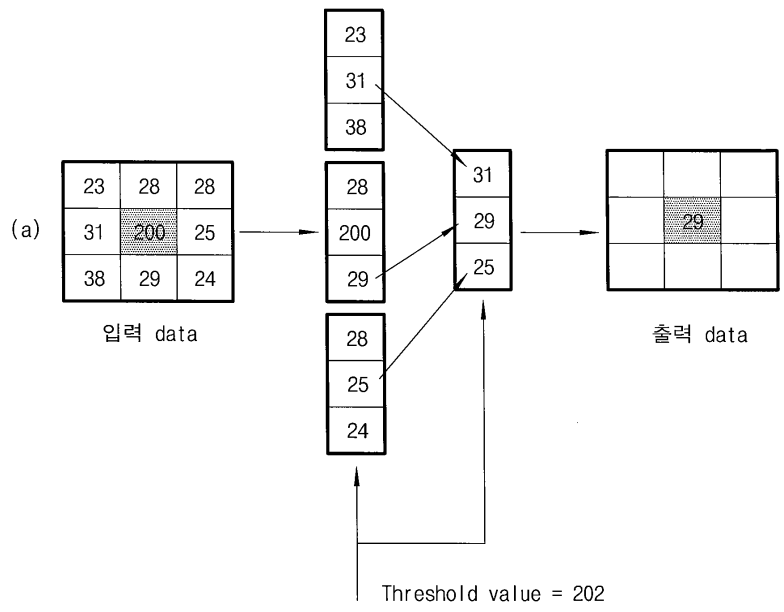 23
31
38
23 28 28
(a) 31 200 25
38 29 24
입력 data
28
200
29
28
25
24
31
29
25
29
출력 data
Threshold value = 202